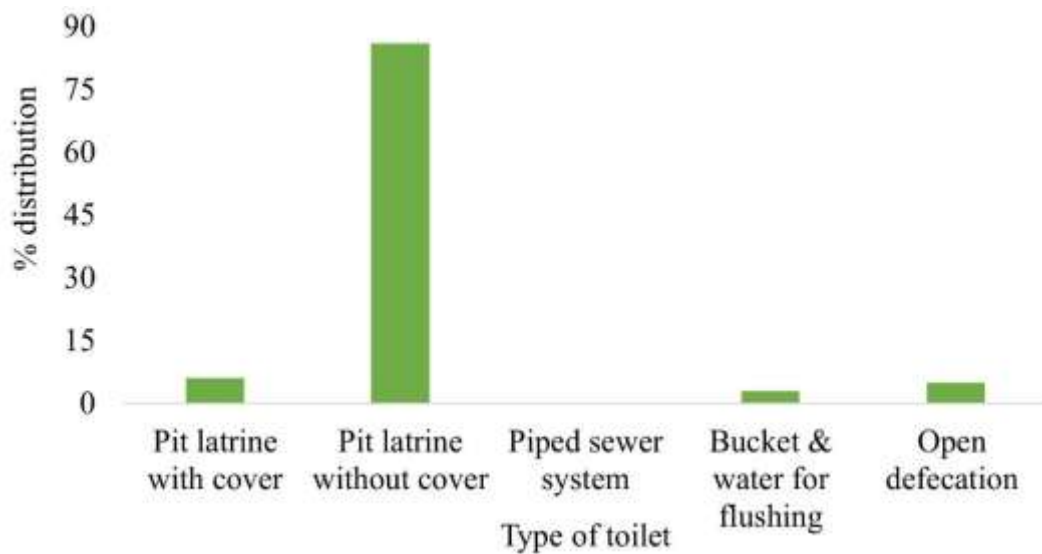 % distribution
90
75
60
45
30
15
0
Pit latrine
with cover
Pit latrine
without cover
Piped sewer
system
Bucket &
water for
flushing
Open
defecation
Type of toilet